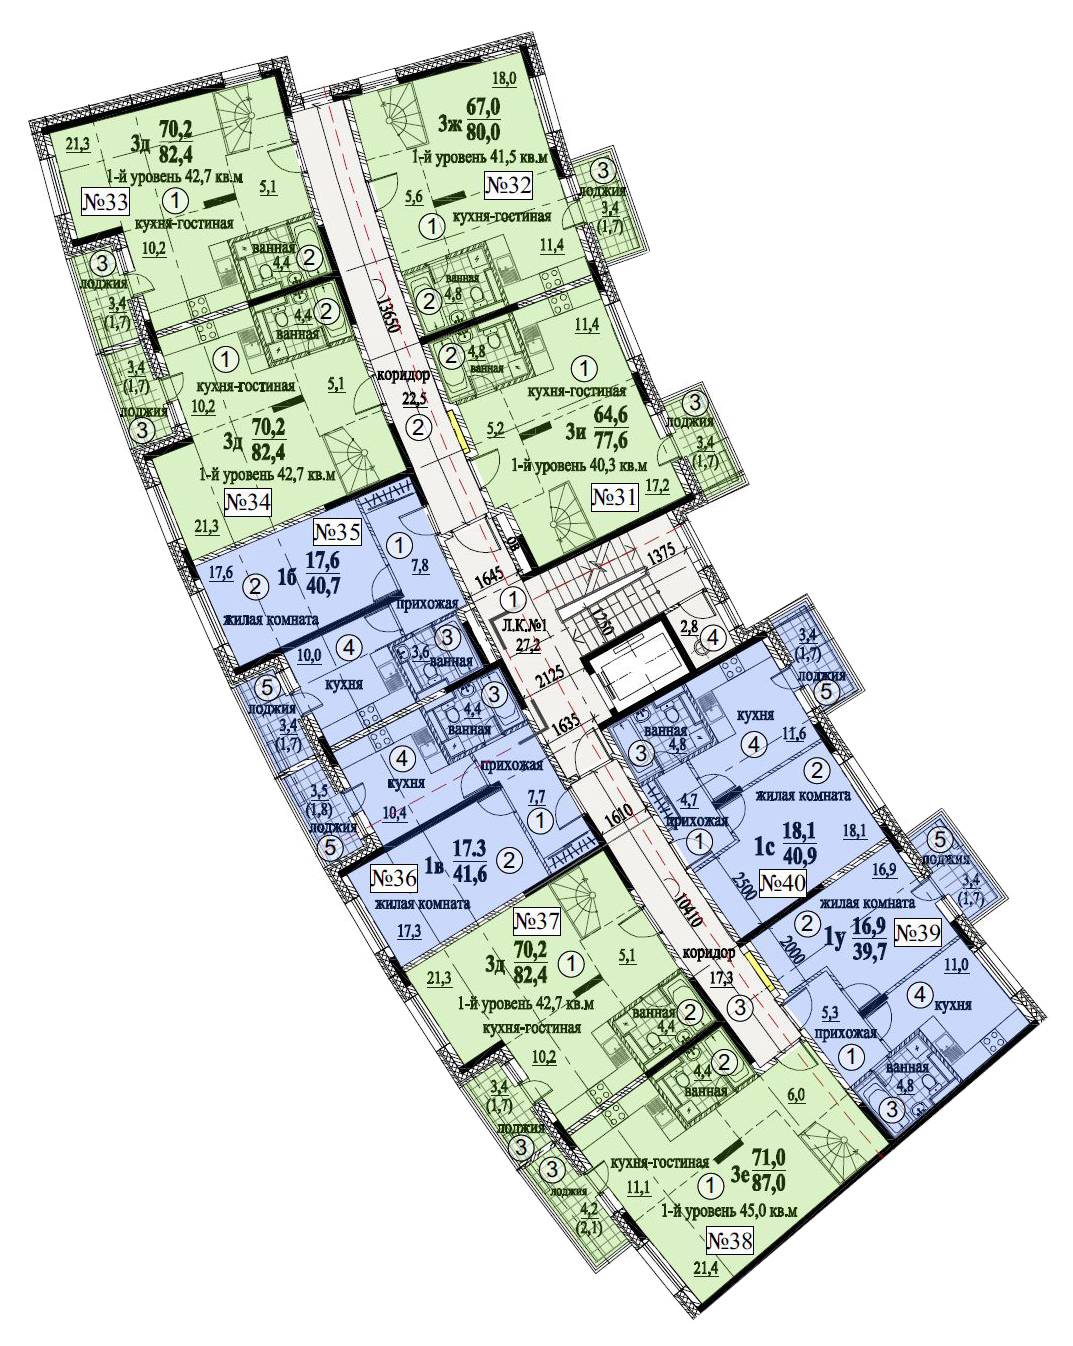 21,3
3д 70,2
82,4
1-й уровень 42,7 кв.м
№33
1
5,1
кухня-гостиная
10,2
ванная
4,4
2
3
лоджия
3,4
(1,7)
18,0
3ж 67,0
80,0
1-й уровень 41,5 кв.м
№32
5,6
1
кухня-гостиная
11,4
3
лоджия
3,4
(1,7)
ванная
4,8
2
13650
4,4
ванная
2
1
кухня-гостиная
3,4
(1,7)
лоджия
3
10,2
5,1
3д 70,2
82,4
1-й уровень 42,7 кв.м
№34
21,3
коридор
22,5
2
2
4,8
ванная
11,4
1
кухня-гостиная
5,2
3и 64,6
77,6
1-й уровень 40,3 кв.м
№31
17,2
3
лоджия
3,4
(1,7)
№35
17,6
2
1б 17,6
40,7
жилая комната
1
7,8
прихожая
10,0
4
кухня
3,6
3
ванная
5
лоджия
3,4
(1,7)
ОВ
1645
1375
1250
1
Л.К.№1
27,2
2125
1635
2,8
4
3
4,4
ванная
4
кухня
10,4
прихожая
7,7
1
3,5
(1,8)
лоджия
5
№36
1в 17.3
41,6
2
жилая комната
17,3
3,4
(1,7)
лоджия
5
кухня
11,6
4
ванная
4,8
3
2
жилая комната
4,7
прихожая
1
1с 18,1
40,9
18,1
№40
2500
1610
10410
5
лоджия
3,4
(1,7)
16,9
жилая комната
2
1у 16,9
39,7
№39
2000
11,0
4
кухня
5,3
прихожая
1
ванная
4,8
3
№37
3д 70,2
82,4
1
5,1
21,3
1-й уровень 42,7 кв.м
кухня-гостиная
10,2
ванная
4,4
2
коридор
17,3
3
3,4
(1,7)
лоджия
3
2
4,4
ванная
6,0
3
лоджия
4,2
(2,1)
кухня-гостиная
11,1
1
3е 71,0
87,0
1-й уровень 45,0 кв.м
№38
21,4